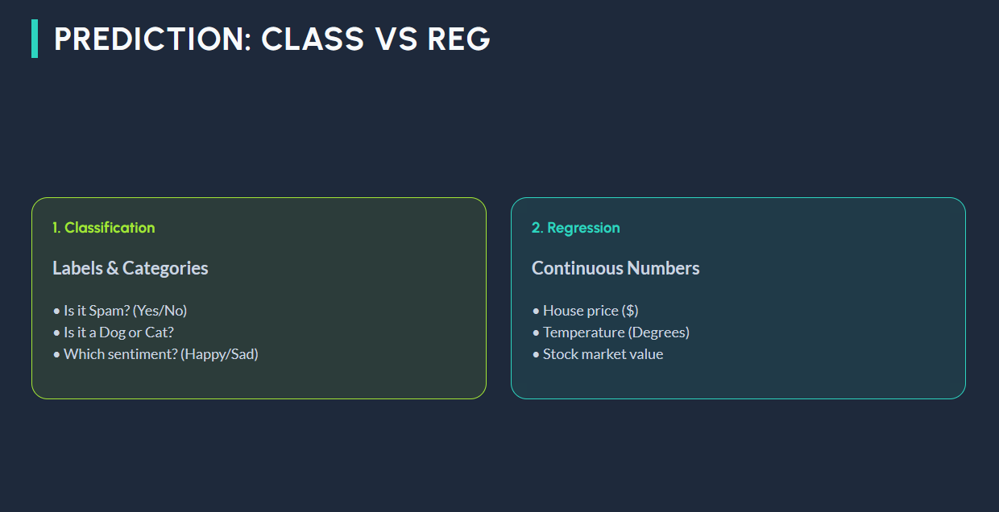 PREDICTION: CLASS VS REG
1. Classification
Labels & Categories
• Is it Spam? (Yes/No)
• Is it a Dog or Cat?
• Which sentiment? (Happy/Sad)
2. Regression
Continuous Numbers
• House price ($)
• Temperature (Degrees)
• Stock market value